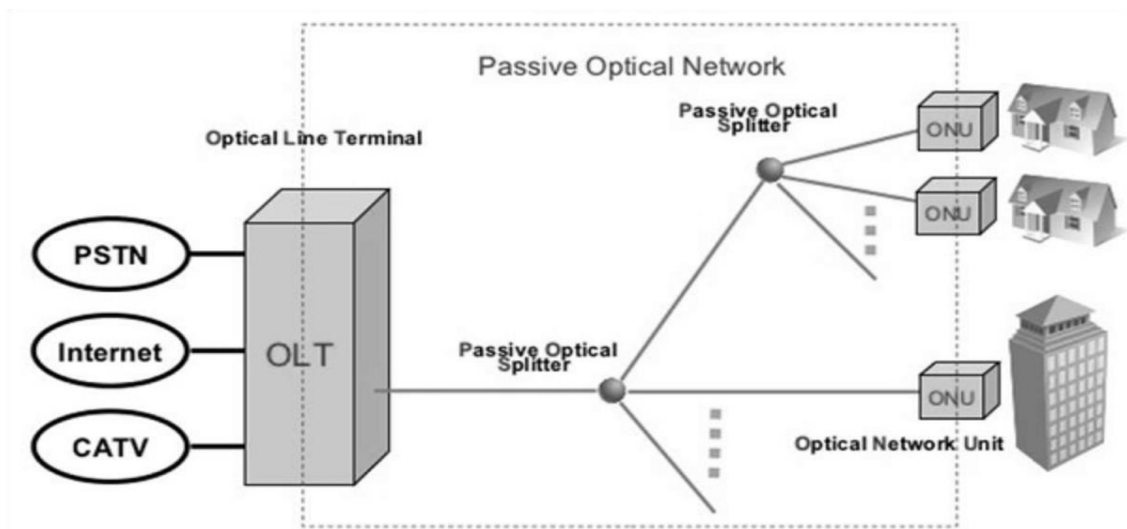 Passive Optical Network
Passive Optical
Splitter
ONU
Optical Line Terminal
ONU
PSTN
Internet
OLT
Passive Optical
Splitter
ONU
CATV
Optical Network Unit